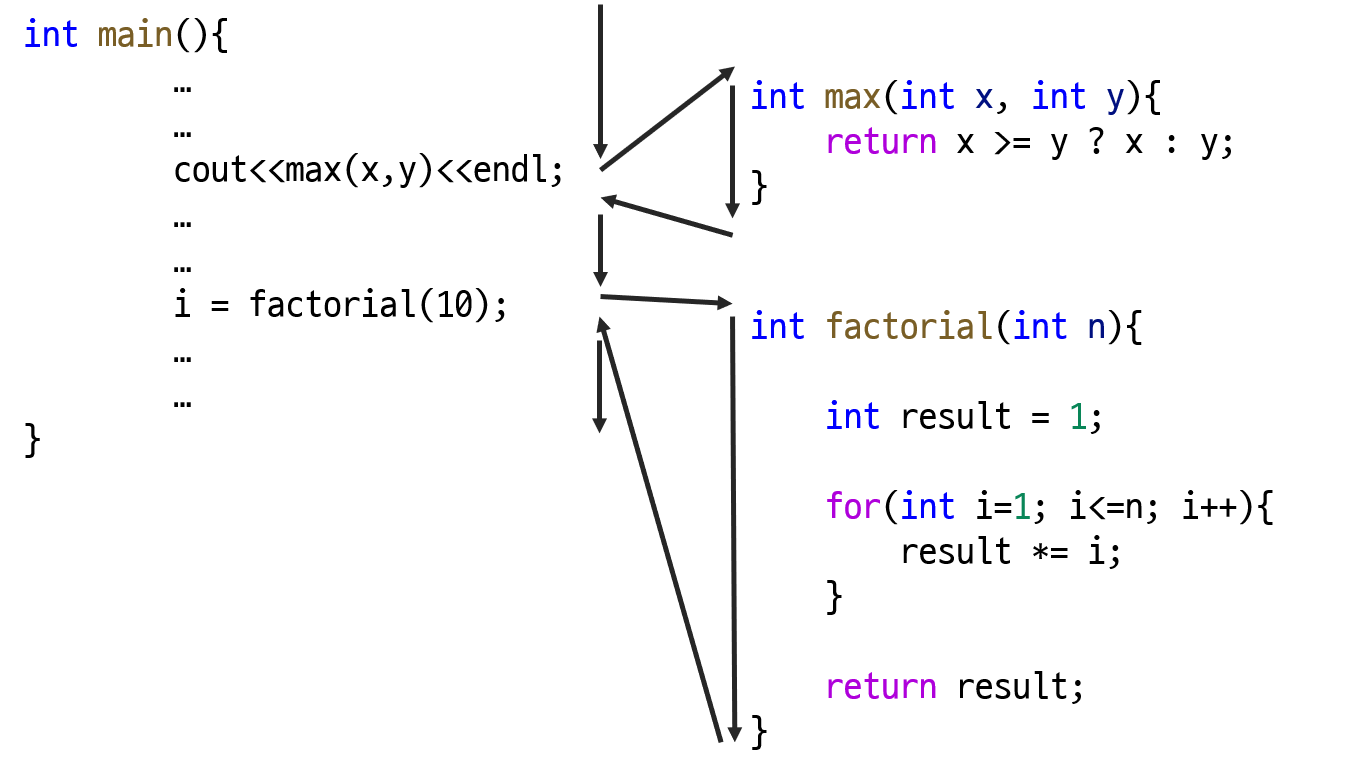 int main(){
…
…
cout<<max(x,y)<<endl;
…
…
i = factorial(10);
…
…
}
int max(int x, int y){
return x >= y ? x : y;
}
int factorial(int n){
int result = 1;
for(int i=1; i<=n; i++){
result *= i;
}
return result;
}